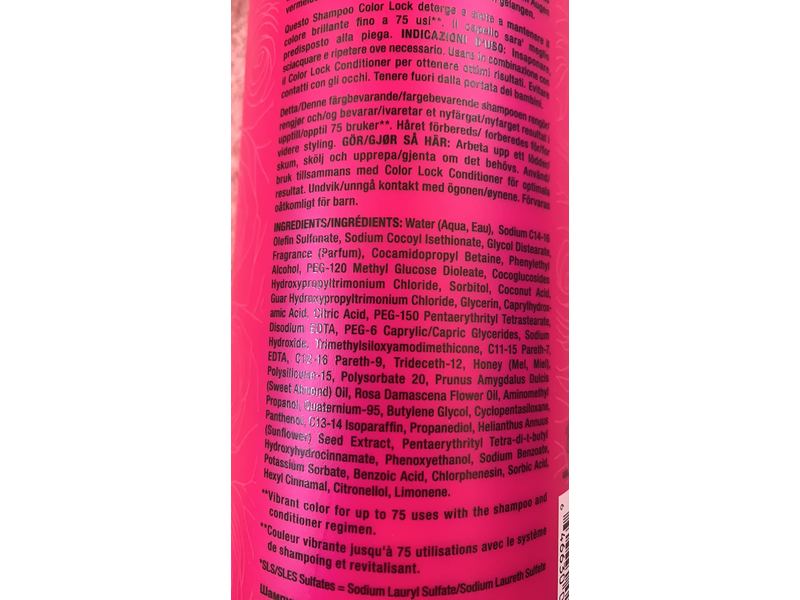 Questo Shampoo Color Lock deterge e aiuta a mantenere il
colore brillante fino a 75 usi**. Il capello sara' meglio
predisposto alla piega. INDICAZIONI D'USO: Insaponare,
sciacquare e ripetere ove necessario. Usare in combinazione con
il Color Lock Conditioner per ottenere ottimi risultati. Evitare
contatti con gli occhi. Tenere fuori dalla portata dei bambini.
Detta/Denne färgbevarande/fargebevarende shampooen rengör/
rengjør och/og bevarar/ivaretar et nyfärgat/nyfarget resultat i
upptill/opptil 75 bruker**. Håret förbereds/ forberedes för/for
videre styling. GÖR/GJØR SÅ HÄR: Arbeta upp ett lödder/
skum, skölj och upprepa/gjenta om det behövs. Använd/
bruk tillsammans med Color Lock Conditioner för optimala
resultat. Undvik/unngå kontakt med ögonen/øynene. Förvaras
oåtkomligt för barn.
INGREDIENTS/INGRÉDIENTS: Water (Aqua, Eau), Sodium C14-16
Olefin Sulfonate, Sodium Cocoyl Isethionate, Glycol Distearate,
Fragrance (Parfum), Cocamidopropyl Betaine, Phenylethyl
Alcohol, PEG-120 Methyl Glucose Dioleate, Cocoglucosides
Hydroxypropyltrimonium Chloride, Sorbitol, Coconut Acid,
Guar Hydroxypropyltrimonium Chloride, Glycerin, Caprylhydrox-
amic Acid, Citric Acid, PEG-150 Pentaerythrityl Tetrastearate,
Disodium EDTA, PEG-6 Caprylic/Capric Glycerides, Sodium
Hydroxide, Trimethylsiloxyamodimethicone, C11-15 Pareth-7,
EDTA, C12-16 Pareth-9, Trideceth-12, Honey (Mel, Miel),
Polysilicone-15, Polysorbate 20, Prunus Amygdalus Dulcis
(Sweet Almond) Oil, Rosa Damascena Flower Oil, Aminomethyl
Propanol, Quaternium-95, Butylene Glycol, Cyclopentasiloxane,
Panthenol, C13-14 Isoparaffin, Propanediol, Helianthus Annuus
(Sunflower) Seed Extract, Pentaerythrityl Tetra-di-t-butyl
Hydroxyhydrocinnamate, Phenoxyethanol, Sodium Benzoate,
Potassium Sorbate, Benzoic Acid, Chlorphenesin, Sorbic Acid,
Hexyl Cinnamal, Citronellol, Limonene.
**Vibrant color for up to 75 uses with the shampoo and
conditioner regimen.
**Couleur vibrante jusqu'à 75 utilisations avec le système
de shampoing et revitalisant.
*SLS/SLES Sulfates = Sodium Lauryl Sulfate/Sodium Laureth Sulfate